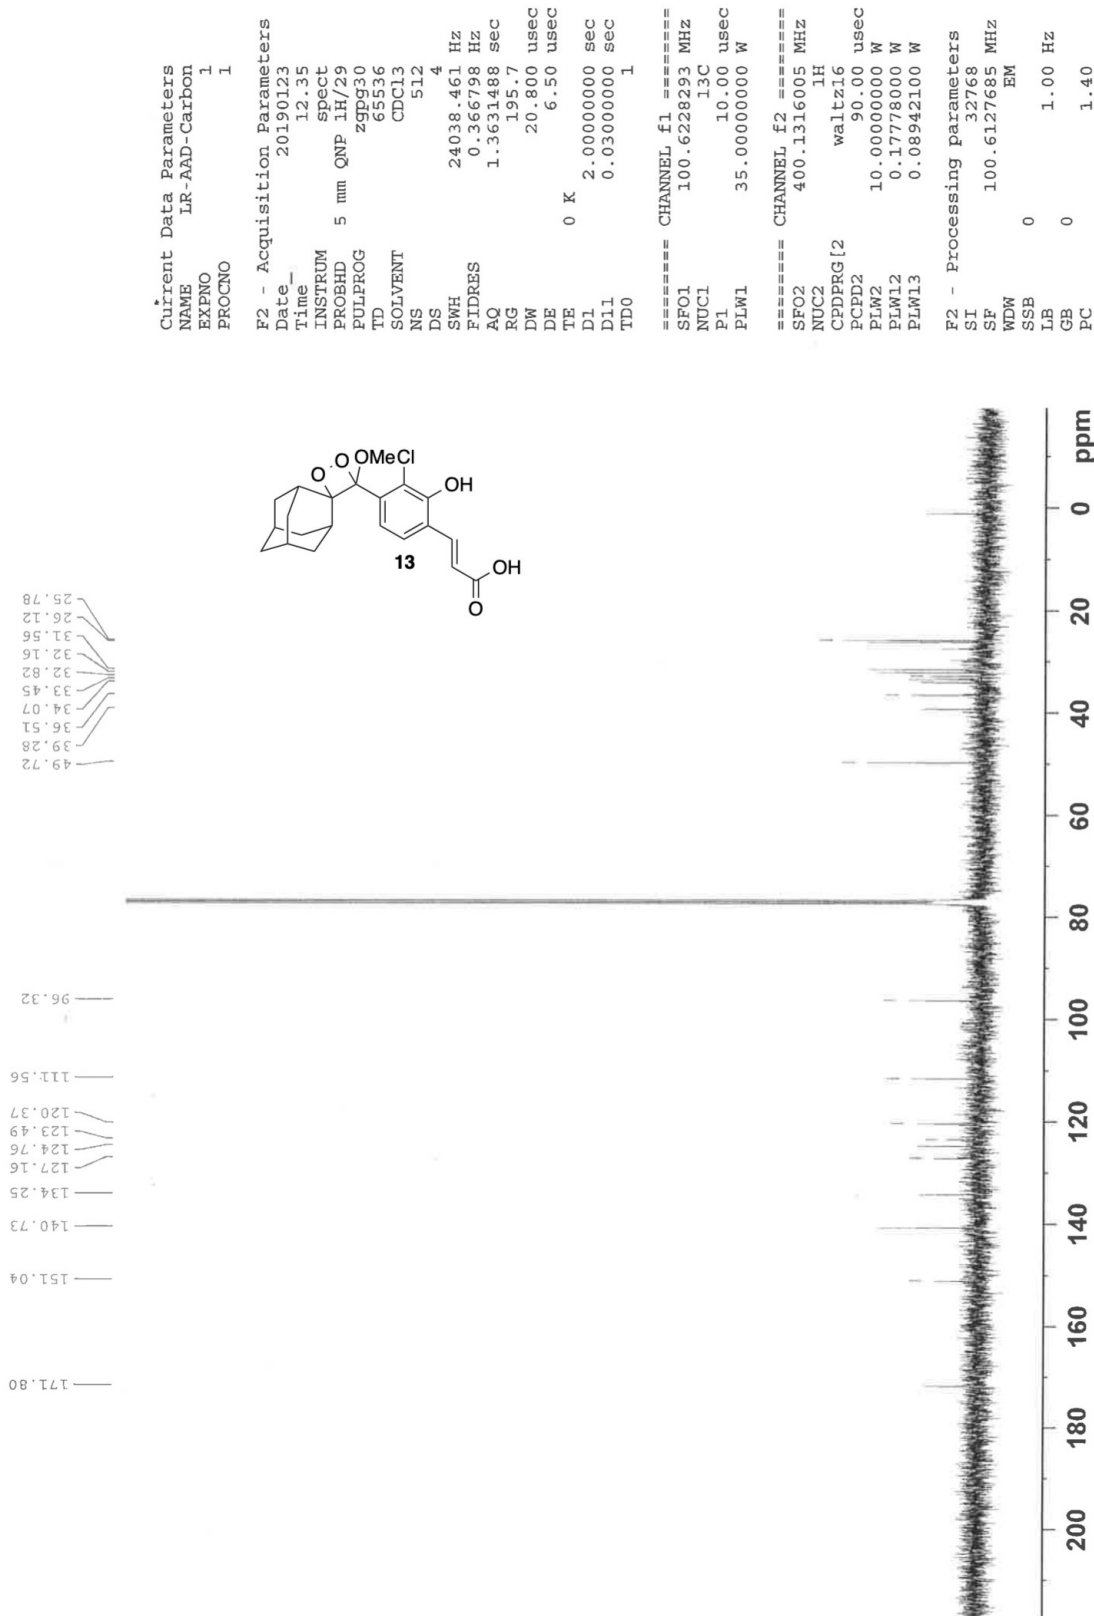 Current Data Parameters
NAME LR-AAD-Carbon
EXPNO 1
PROCNO 1
F2 - Acquisition Parameters
Date_ 20190123
Time 12.35
INSTRUM spect
PROBHD 5 mm QNP 1H/29
PULPROG zgpg30
TD 65536
SOLVENT CDCl3
NS 512
DS 4
SWH 24038.461 Hz
FIDRES 0.366798 Hz
AQ 1.3631488 sec
RG 195.7
DW 20.800 usec
DE 6.50 usec
TE 0 K
D1 2.00000000 sec
D11 0.03000000 sec
TD0 1
======== CHANNEL f1 ========
SFO1 100.6228293 MHz
NUC1 13C
P1 10.00 usec
PLW1 35.00000000 W
======== CHANNEL f2 ========
SFO2 400.1316005 MHz
NUC2 1H
CPDPRG[2 waltz16
PCPD2 90.00 usec
PLW2 10.00000000 W
PLW12 0.17778000 W
PLW13 0.08942100 W
F2 - Processing parameters
SI 32768
SF 100.6127685 MHz
WDW EM
SSB 0
LB 1.00 Hz
GB 0
PC 1.40
O-O OMe Cl
OH
13
OH
O
25.78
26.12
31.56
32.16
32.82
33.45
34.07
36.51
39.28
49.72
96.32
111.56
120.37
123.49
124.76
127.16
134.25
140.73
151.04
171.80
ppm
0
20
40
60
80
100
120
140
160
180
200